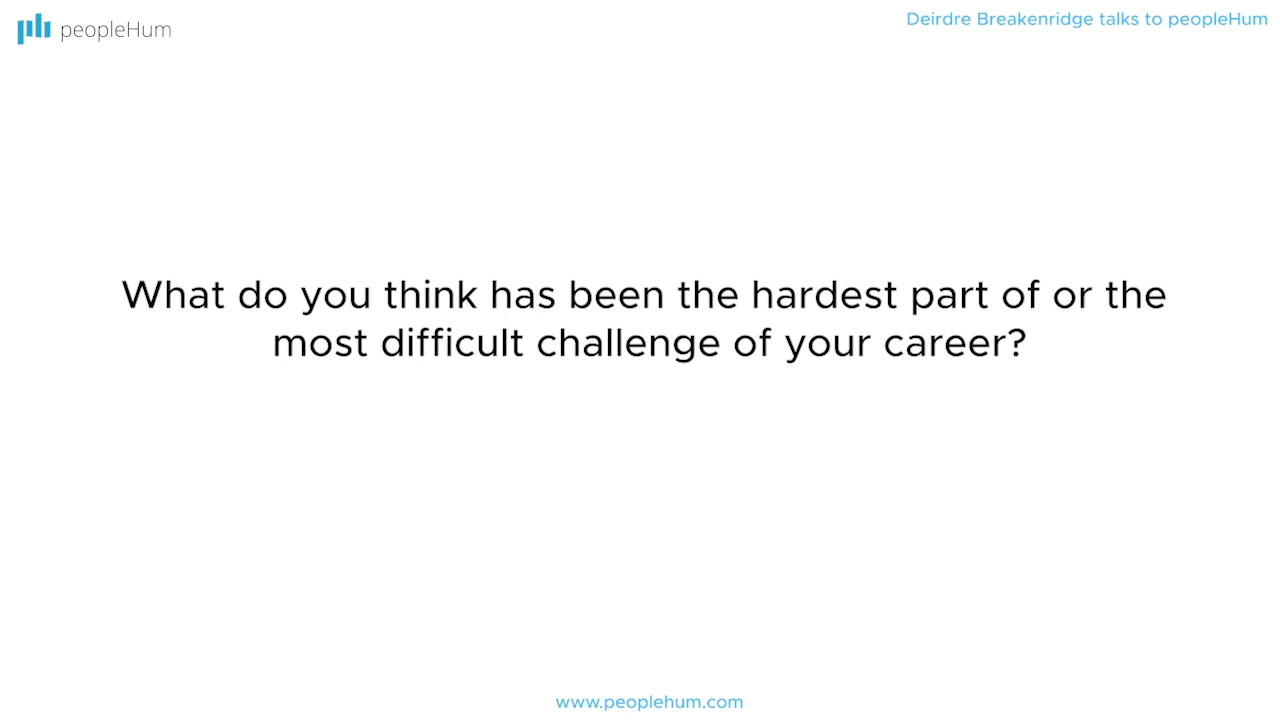 peopleHum
Deirdre Breakenridge talks to peopleHum
What do you think has been the hardest part of or the
most difficult challenge of your career?
www.peoplehum.com